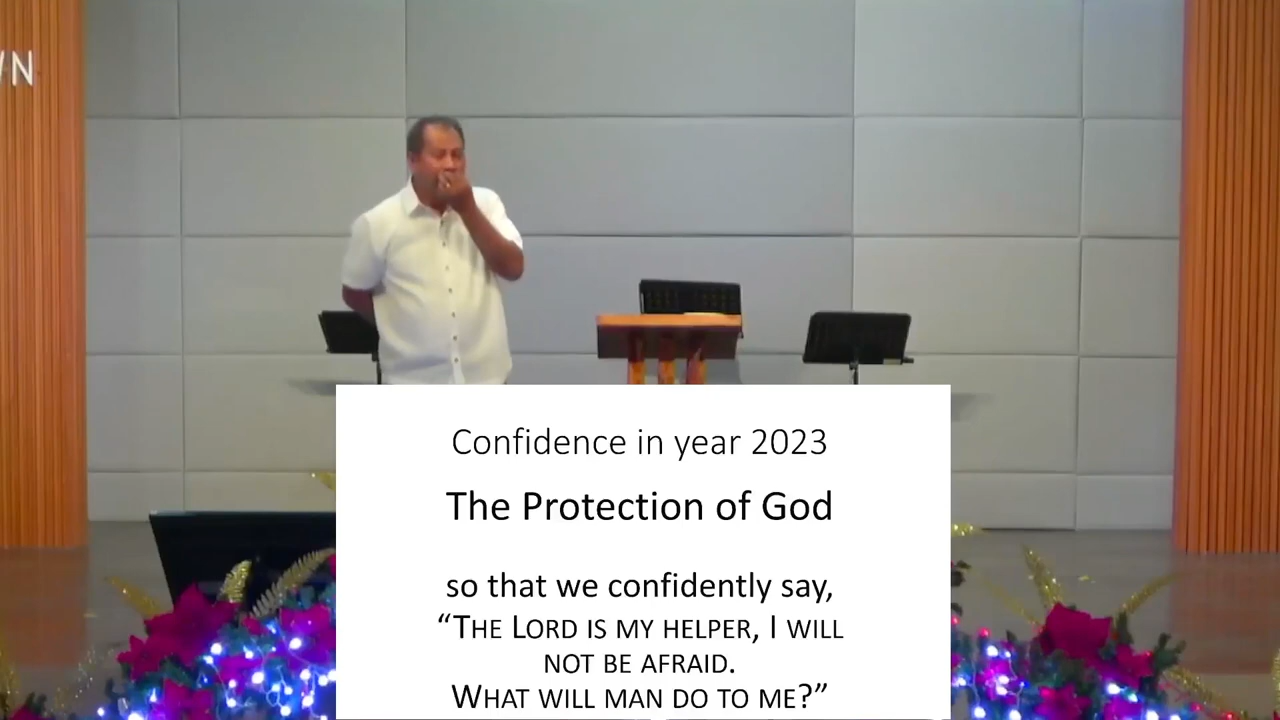 WN
Confidence in year 2023
The Protection of God
so that we confidently say,
“THE LORD IS MY HELPER, I WILL
NOT BE AFRAID.
WHAT WILL MAN DO TO ME?”